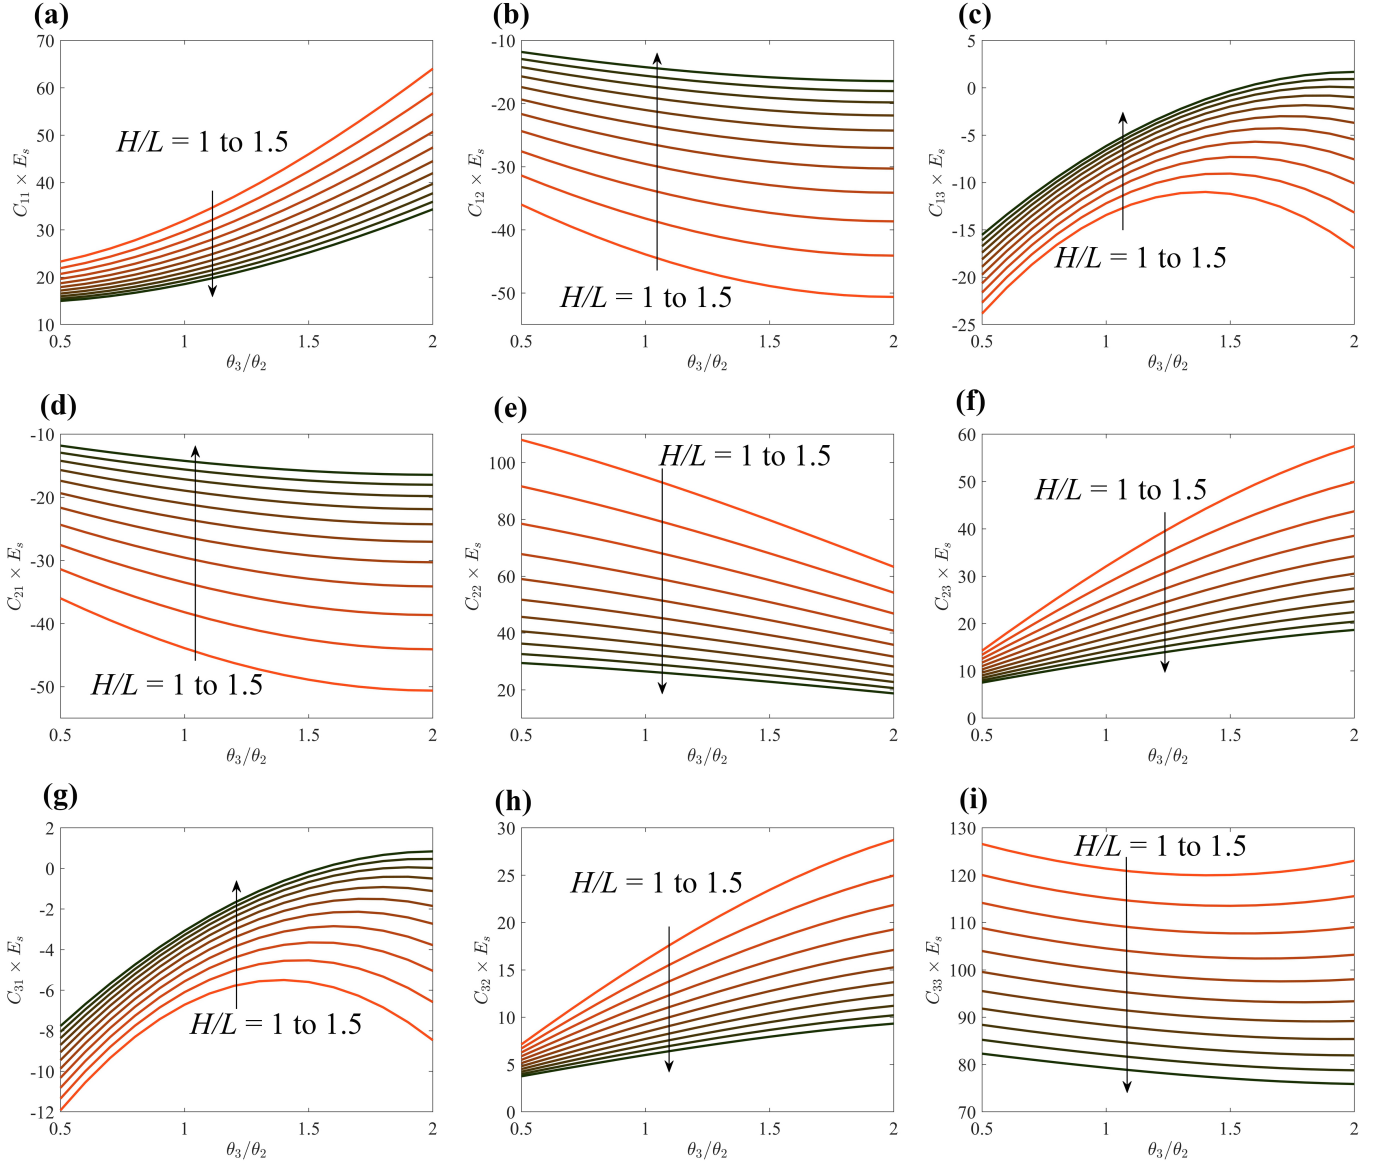 (a)
70
60
50
40
30
20
10
C₁₁ × Eₛ
H/L = 1 to 1.5
0.5
1
1.5
2
θ₃/θ₂
(b)
-10
-20
-30
-40
-50
C₁₂ × Eₛ
H/L = 1 to 1.5
0.5
1
1.5
2
θ₃/θ₂
(c)
5
0
-5
-10
-15
-20
-25
C₁₃ × Eₛ
H/L = 1 to 1.5
0.5
1
1.5
2
θ₃/θ₂
(d)
-10
-20
-30
-40
-50
C₂₁ × Eₛ
H/L = 1 to 1.5
0.5
1
1.5
2
θ₃/θ₂
(e)
100
80
60
40
20
C₂₂ × Eₛ
H/L = 1 to 1.5
0.5
1
1.5
2
θ₃/θ₂
(f)
60
50
40
30
20
10
0
C₂₃ × Eₛ
H/L = 1 to 1.5
0.5
1
1.5
2
θ₃/θ₂
(g)
2
0
-2
-4
-6
-8
-10
-12
C₃₁ × Eₛ
H/L = 1 to 1.5
0.5
1
1.5
2
θ₃/θ₂
(h)
30
25
20
15
10
5
0
C₃₂ × Eₛ
H/L = 1 to 1.5
0.5
1
1.5
2
θ₃/θ₂
(i)
130
120
110
100
90
80
70
C₃₃ × Eₛ
H/L = 1 to 1.5
0.5
1
1.5
2
θ₃/θ₂